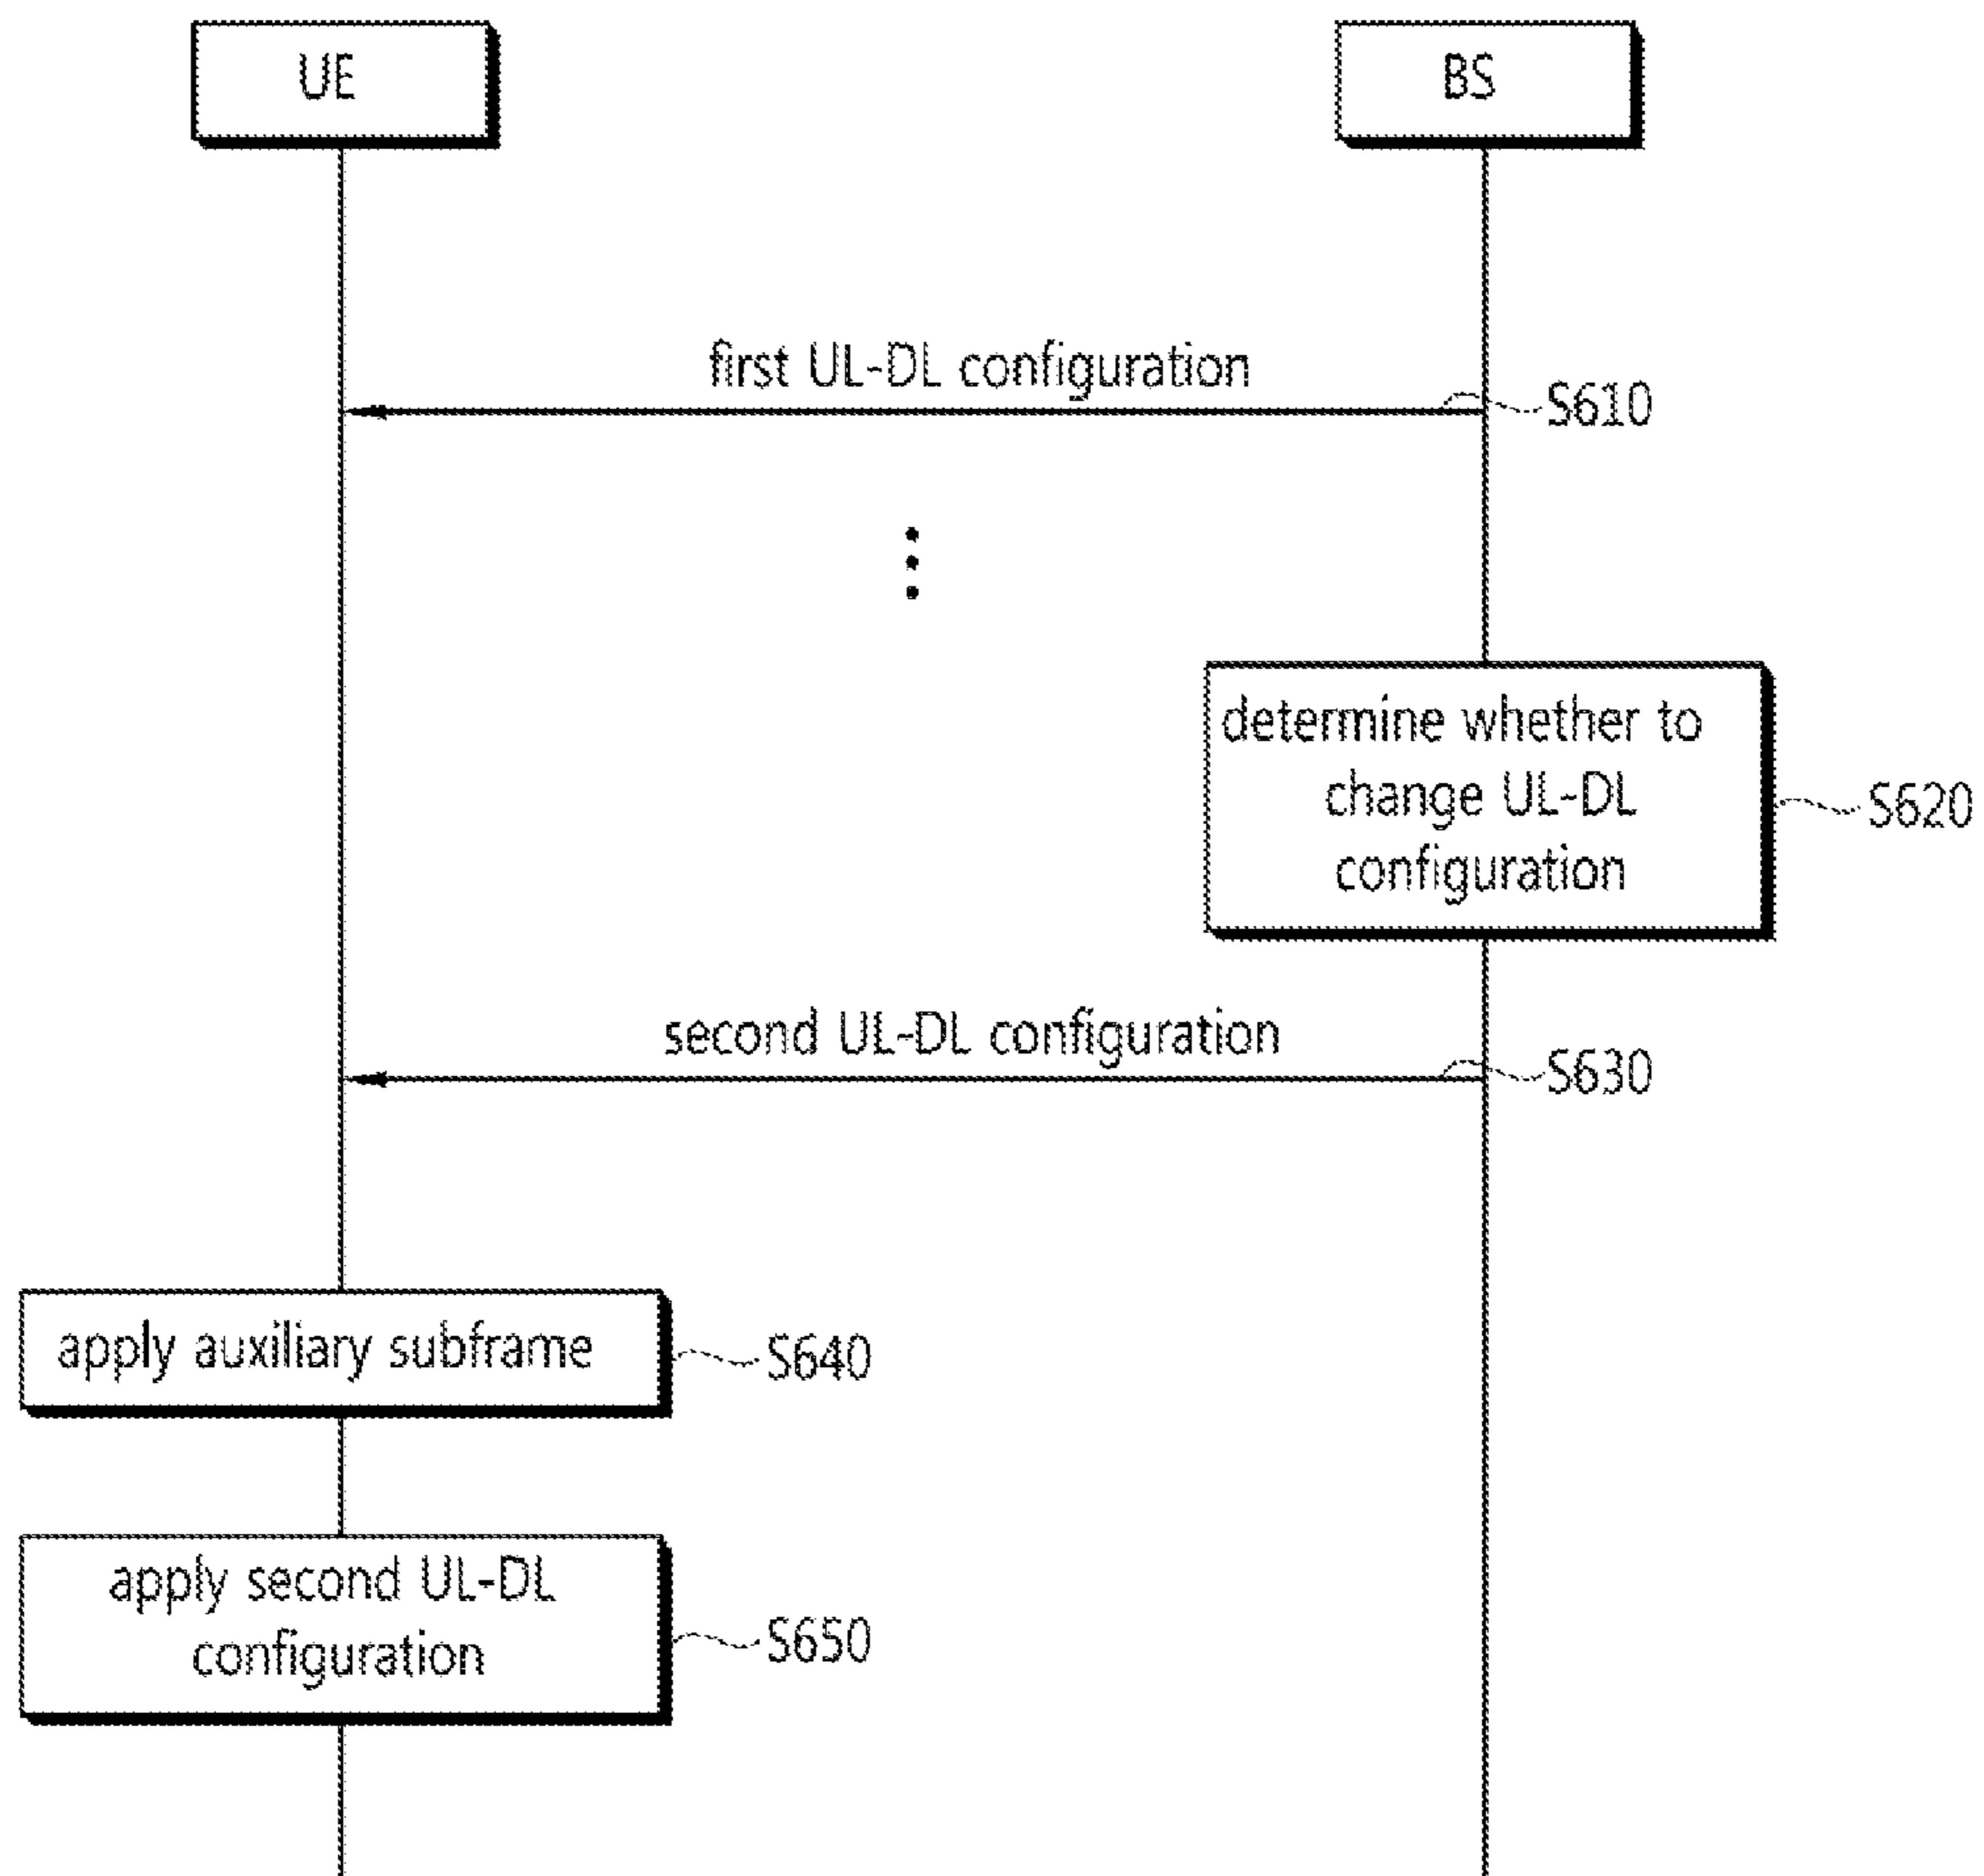 UE
BS
first UL-DL configuration
S610
determine whether to
change UL-DL
configuration
S620
second UL-DL configuration
S630
apply auxiliary subframe
S640
apply second UL-DL
configuration
S650